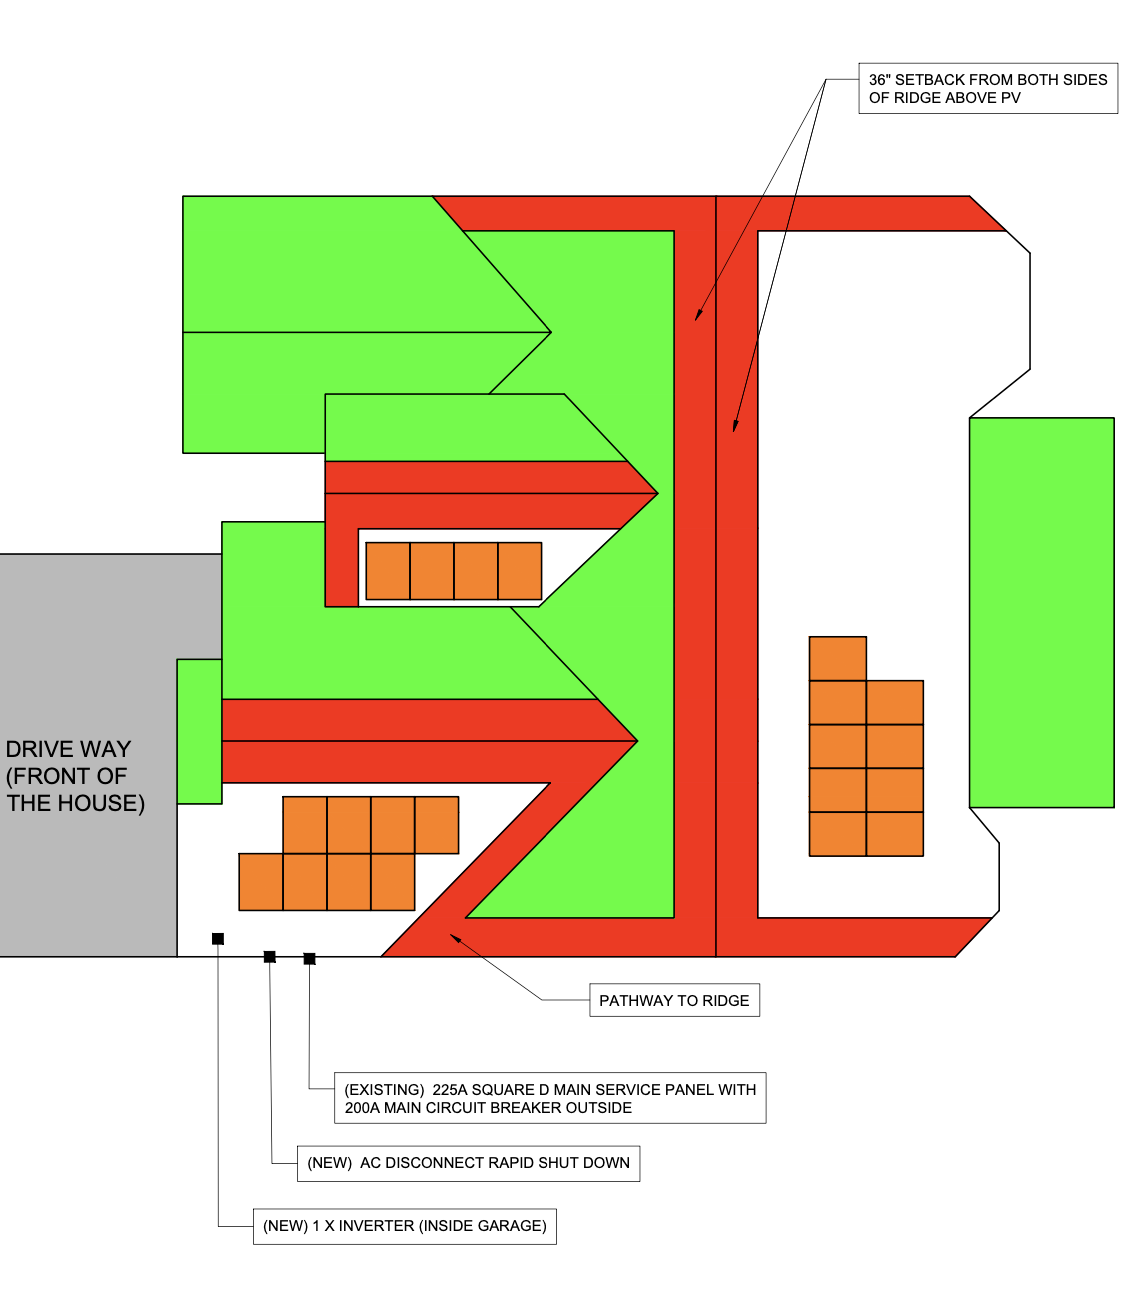 36" SETBACK FROM BOTH SIDES
OF RIDGE ABOVE PV
DRIVE WAY
(FRONT OF
THE HOUSE)
PATHWAY TO RIDGE
(EXISTING) 225A SQUARE D MAIN SERVICE PANEL WITH
200A MAIN CIRCUIT BREAKER OUTSIDE
(NEW) AC DISCONNECT RAPID SHUT DOWN
(NEW) 1 X INVERTER (INSIDE GARAGE)